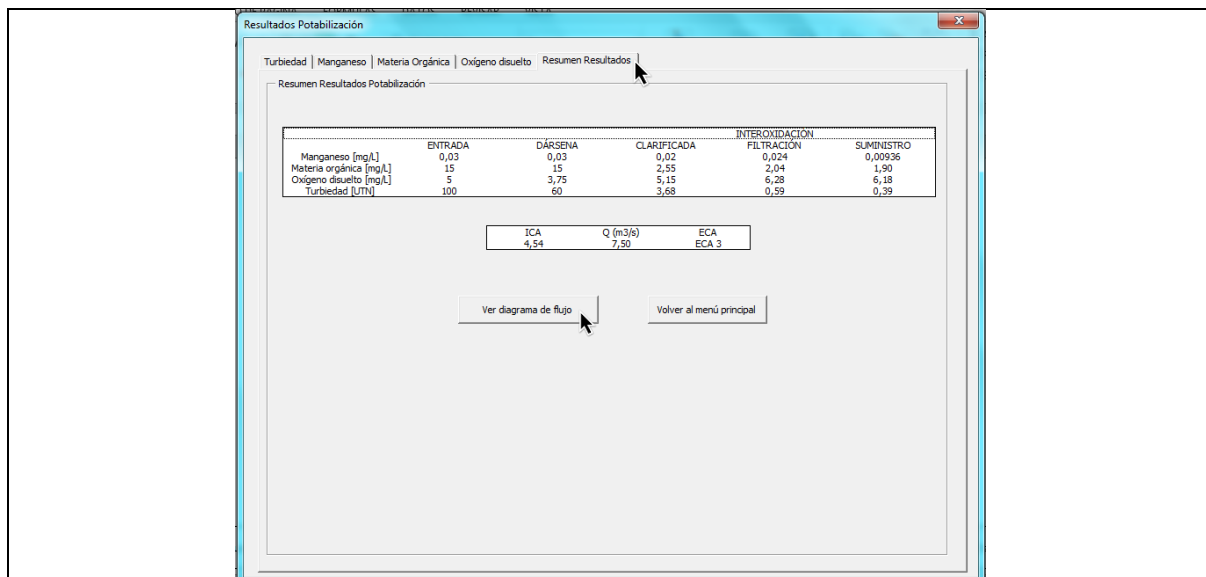 Resultados Potabilización
Turbiedad Manganeso Materia Orgánica Oxígeno disuelto Resumen Resultados
Resumen Resultados Potabilización
INTEROXIDACIÓN
ENTRADA DÁRSENA CLARIFICADA FILTRACIÓN SUMINISTRO
Manganeso [mg/L] 0,03 0,03 0,02 0,024 0,00936
Materia orgánica [mg/L] 15 15 2,55 2,04 1,90
Oxígeno disuelto [mg/L] 5 3,75 5,15 6,28 6,18
Turbiedad [UTN] 100 60 3,68 0,59 0,39
ICA Q (m3/s) ECA
4,54 7,50 ECA 3
Ver diagrama de flujo Volver al menú principal